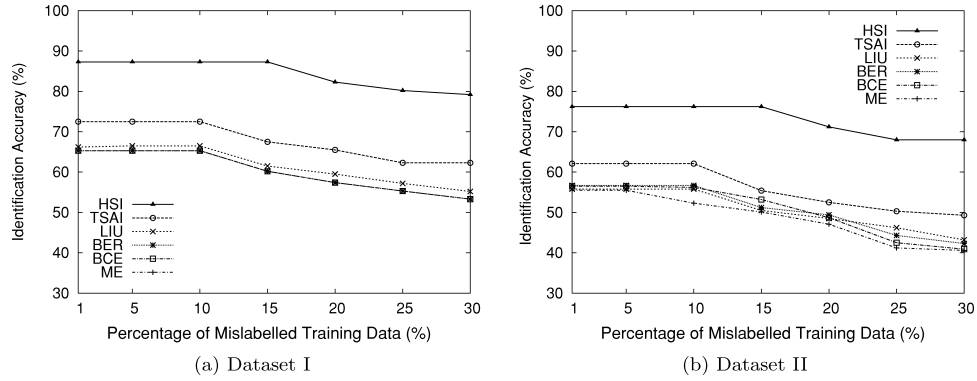 100
90
80
70
60
50
40
30
Identification Accuracy (%)
HSI
TSAI
LIU
BER
BCE
ME
1 5 10 15 20 25 30
Percentage of Mislabelled Training Data (%)
(a) Dataset I
100
90
80
70
60
50
40
30
Identification Accuracy (%)
HSI
TSAI
LIU
BER
BCE
ME
1 5 10 15 20 25 30
Percentage of Mislabelled Training Data (%)
(b) Dataset II